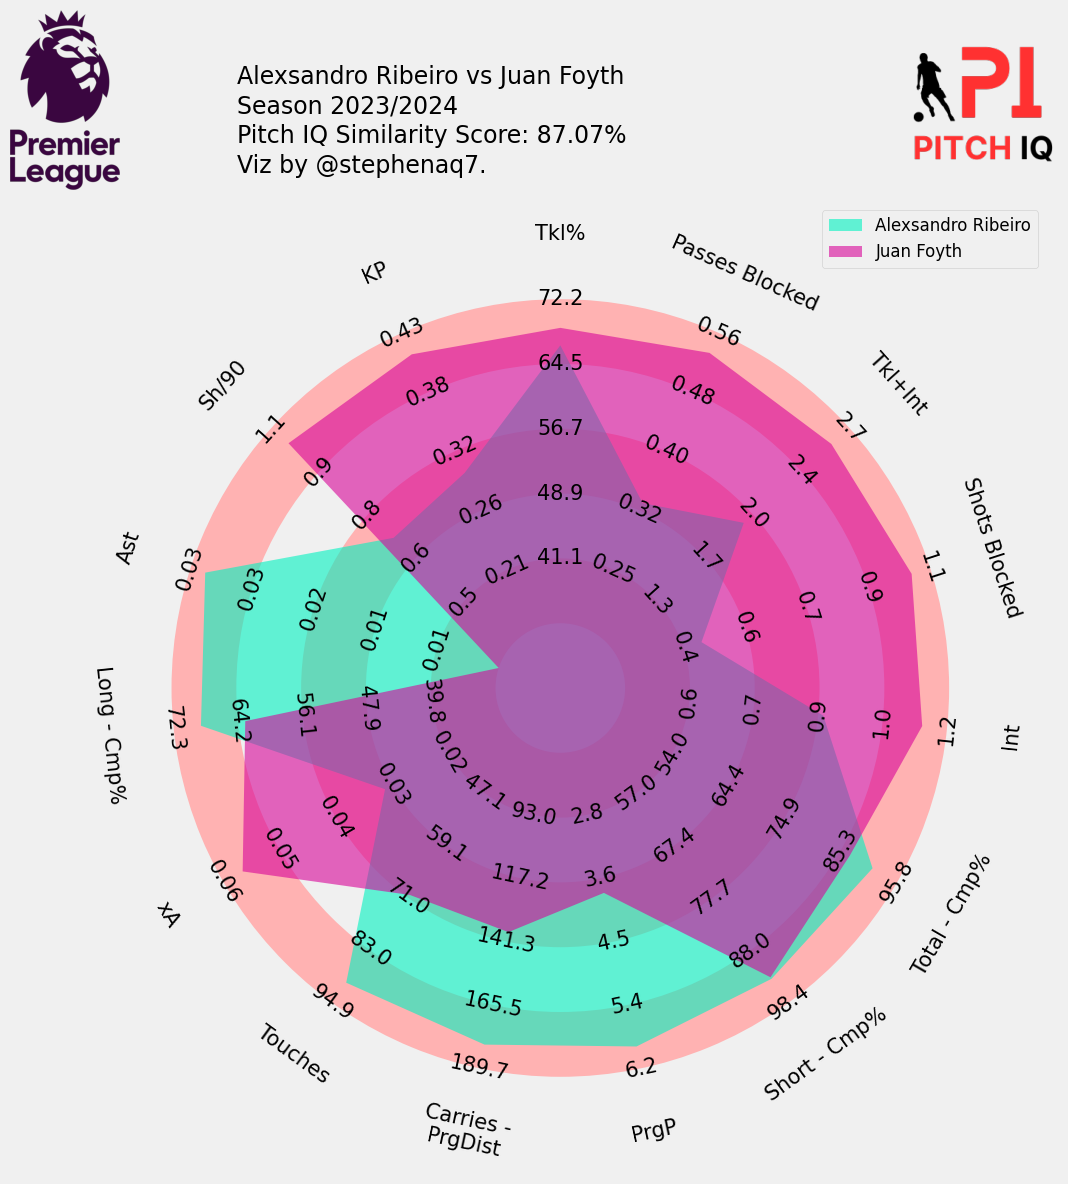 Alexsandro Ribeiro vs Juan Foyth
Season 2023/2024
Pitch IQ Similarity Score: 87.07%
Viz by @stephenaq7.
Premier
League
PI
PITCH IQ
Alexsandro Ribeiro
Juan Foyth
Tkl%
72.2
64.5
56.7
48.9
41.1
Passes Blocked
0.56
0.48
0.40
0.32
0.25
Tkl+Int
2.7
2.4
2.0
1.7
1.3
Shots Blocked
1.1
0.9
0.7
0.6
0.4
Int
1.2
1.0
0.9
0.7
0.6
Total - Cmp%
95.8
85.3
74.9
64.4
54.0
Short - Cmp%
98.4
88.0
77.7
67.4
57.0
PrgP
6.2
5.4
4.5
3.6
2.8
Carries -
PrgDist
189.7
165.5
141.3
117.2
93.0
Touches
94.9
83.0
71.0
59.1
47.1
xA
0.06
0.05
0.04
0.03
0.02
Long - Cmp%
72.3
64.2
56.1
47.9
39.8
Ast
0.03
0.03
0.02
0.01
0.01
Sh/90
1.1
0.9
0.8
0.6
0.5
KP
0.43
0.38
0.32
0.26
0.21